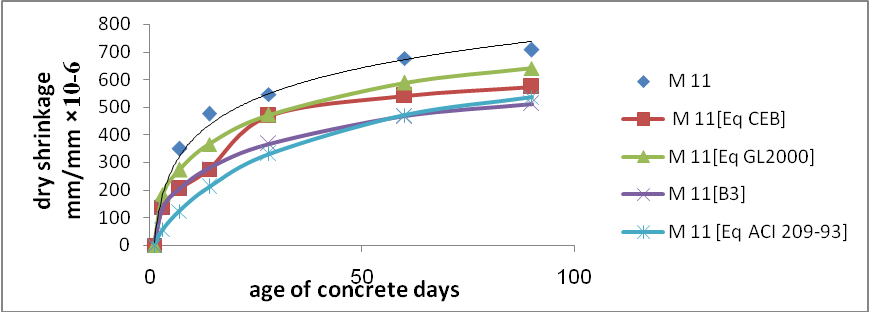 dry shrinkage
mm/mm ×10-6
800
700
600
500
400
300
200
100
0
0
50
100
age of concrete days
M 11
M 11[Eq CEB]
M 11[Eq GL2000]
M 11[B3]
M 11 [Eq ACI 209-93]